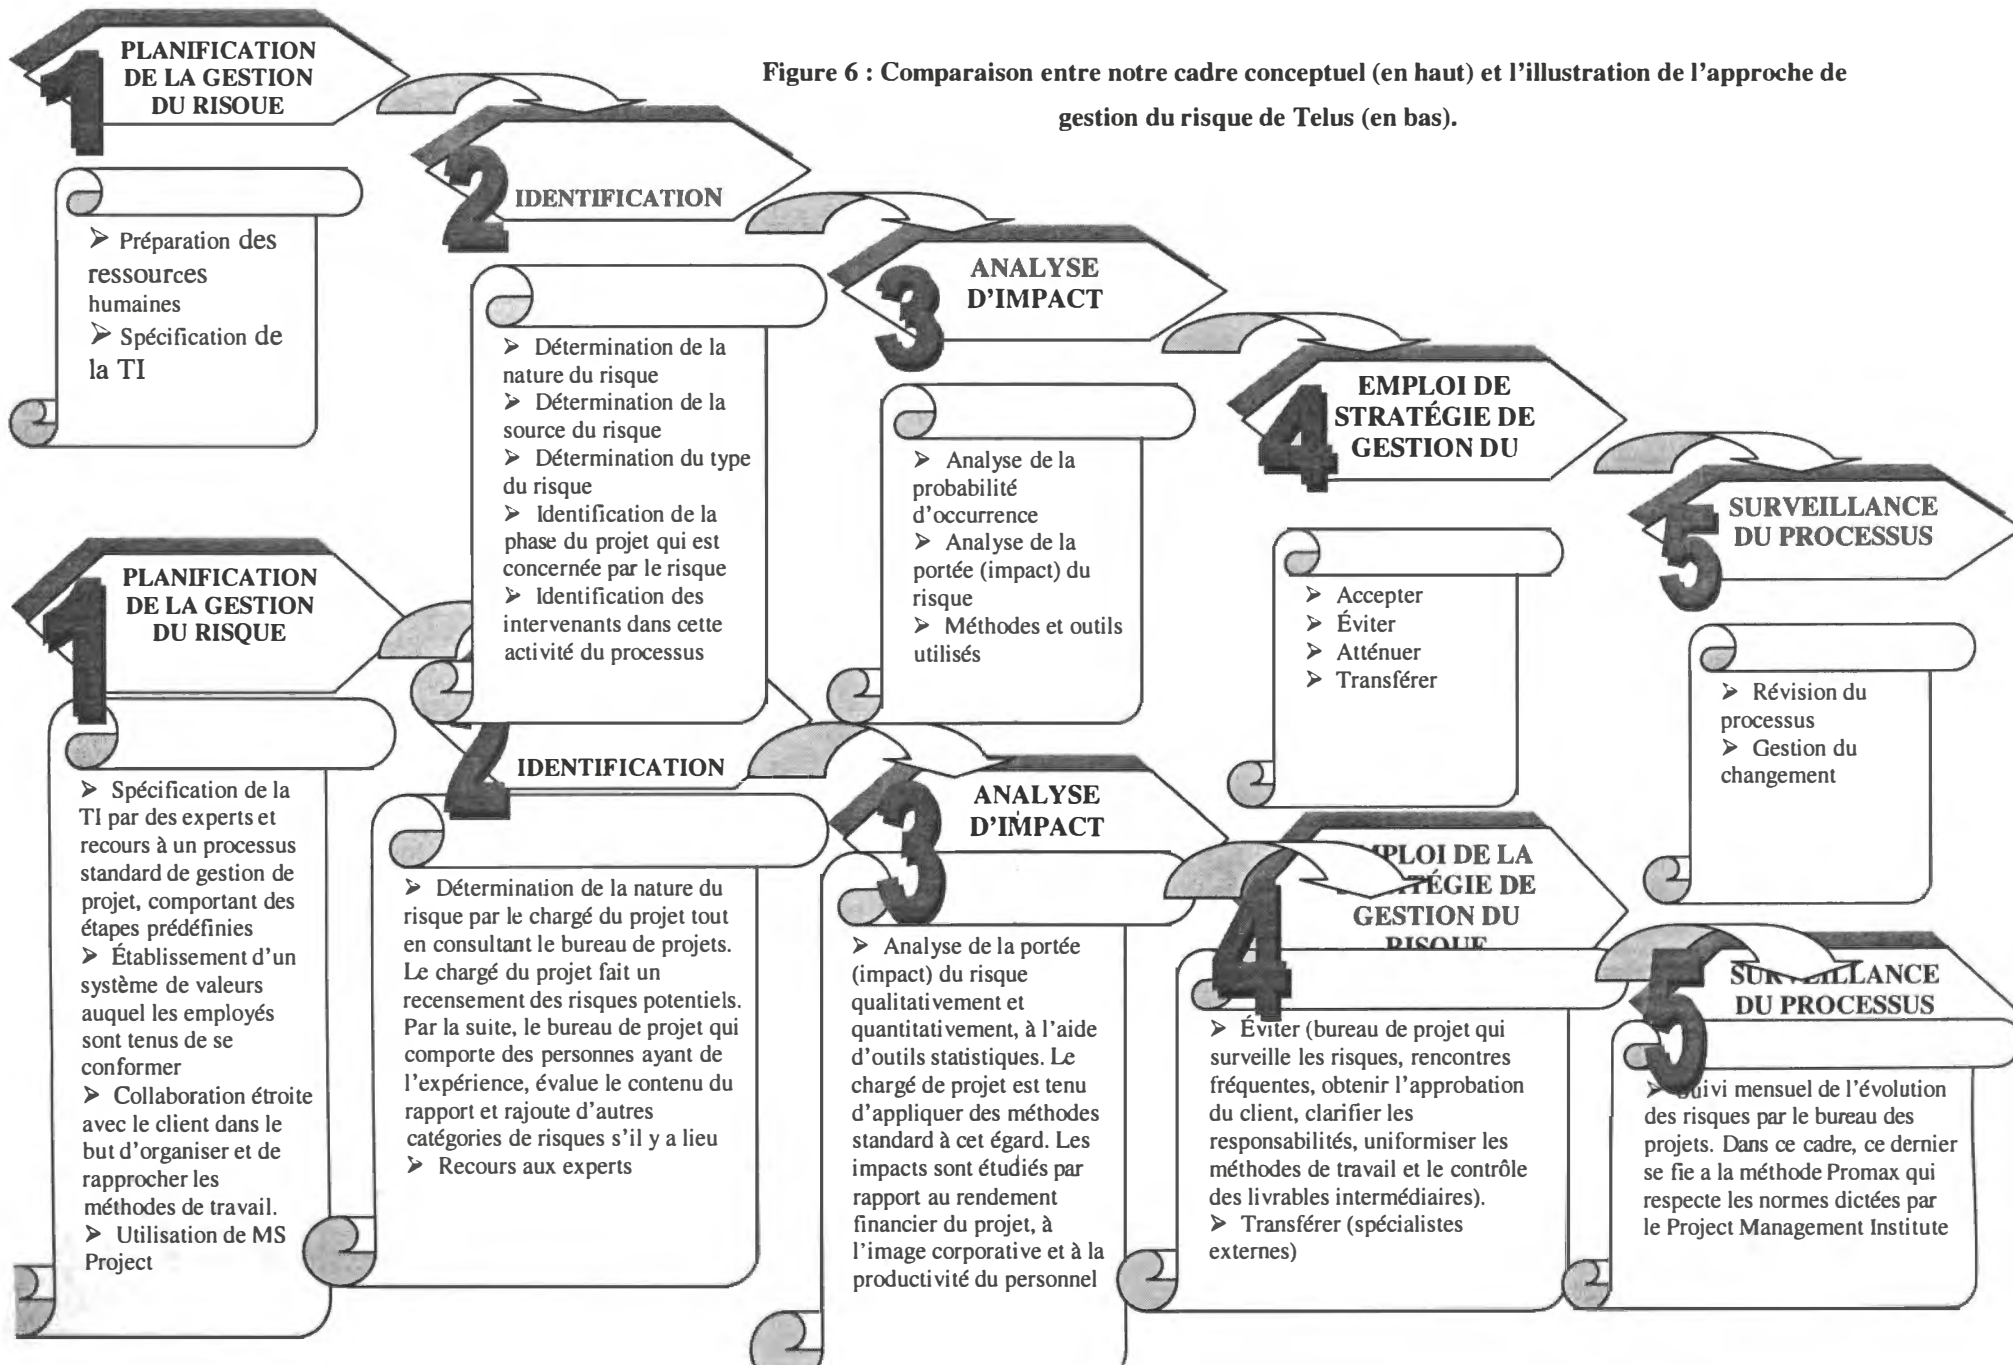 Figure 6 : Comparaison entre notre cadre conceptuel (en haut) et l'illustration de l'approche de
gestion du risque de Telus (en bas).
1
PLANIFICATION
DE LA GESTION
DU RISOUE
➢ Préparation des
ressources
humaines
➢ Spécification de
la TI
2
IDENTIFICATION
➢ Détermination de la
nature du risque
➢ Détermination de la
source du risque
➢ Détermination du type
du risque
➢ Identification de la
phase du projet qui est
concernée par le risque
➢ Identification des
intervenants dans cette
activité du processus
3
ANALYSE
D'IMPACT
➢ Analyse de la
probabilité
d'occurrence
➢ Analyse de la
portée (impact) du
risque
➢ Méthodes et outils
utilisés
4
EMPLOI DE
STRATÉGIE DE
GESTION DU
➢ Accepter
➢ Éviter
➢ Atténuer
➢ Transférer
5
SURVEILLANCE
DU PROCESSUS
➢ Révision du
processus
➢ Gestion du
changement
1
PLANIFICATION
DE LA GESTION
DU RISQUE
➢ Spécification de la
TI par des experts et
recours à un processus
standard de gestion de
projet, comportant des
étapes prédéfinies
➢ Établissement d'un
système de valeurs
auquel les employés
sont tenus de se
conformer
➢ Collaboration étroite
avec le client dans le
but d'organiser et de
rapprocher les
méthodes de travail.
➢ Utilisation de MS
Project
2
IDENTIFICATION
➢ Détermination de la nature du
risque par le chargé du projet tout
en consultant le bureau de projets.
Le chargé du projet fait un
recensement des risques potentiels.
Par la suite, le bureau de projet qui
comporte des personnes ayant de
l'expérience, évalue le contenu du
rapport et rajoute d'autres
catégories de risques s'il y a lieu
➢ Recours aux experts
3
ANALYSE
D'IMPACT
➢ Analyse de la portée
(impact) du risque
qualitativement et
quantitativement, à l'aide
d'outils statistiques. Le
chargé de projet est tenu
d'appliquer des méthodes
standard à cet égard. Les
impacts sont étudiés par
rapport au rendement
financier du projet, à
l'image corporative et à la
productivité du personnel
4
EMPLOI DE LA
STRATÉGIE DE
GESTION DU
RISQUE
➢ Éviter (bureau de projet qui
surveille les risques, rencontres
fréquentes, obtenir l'approbation
du client, clarifier les
responsabilités, uniformiser les
méthodes de travail et le contrôle
des livrables intermédiaires).
➢ Transférer (spécialistes
externes)
5
SURVEILLANCE
DU PROCESSUS
➢ Suivi mensuel de l'évolution
des risques par le bureau des
projets. Dans ce cadre, ce dernier
se fie a la méthode Promax qui
respecte les normes dictées par
le Project Management Institute